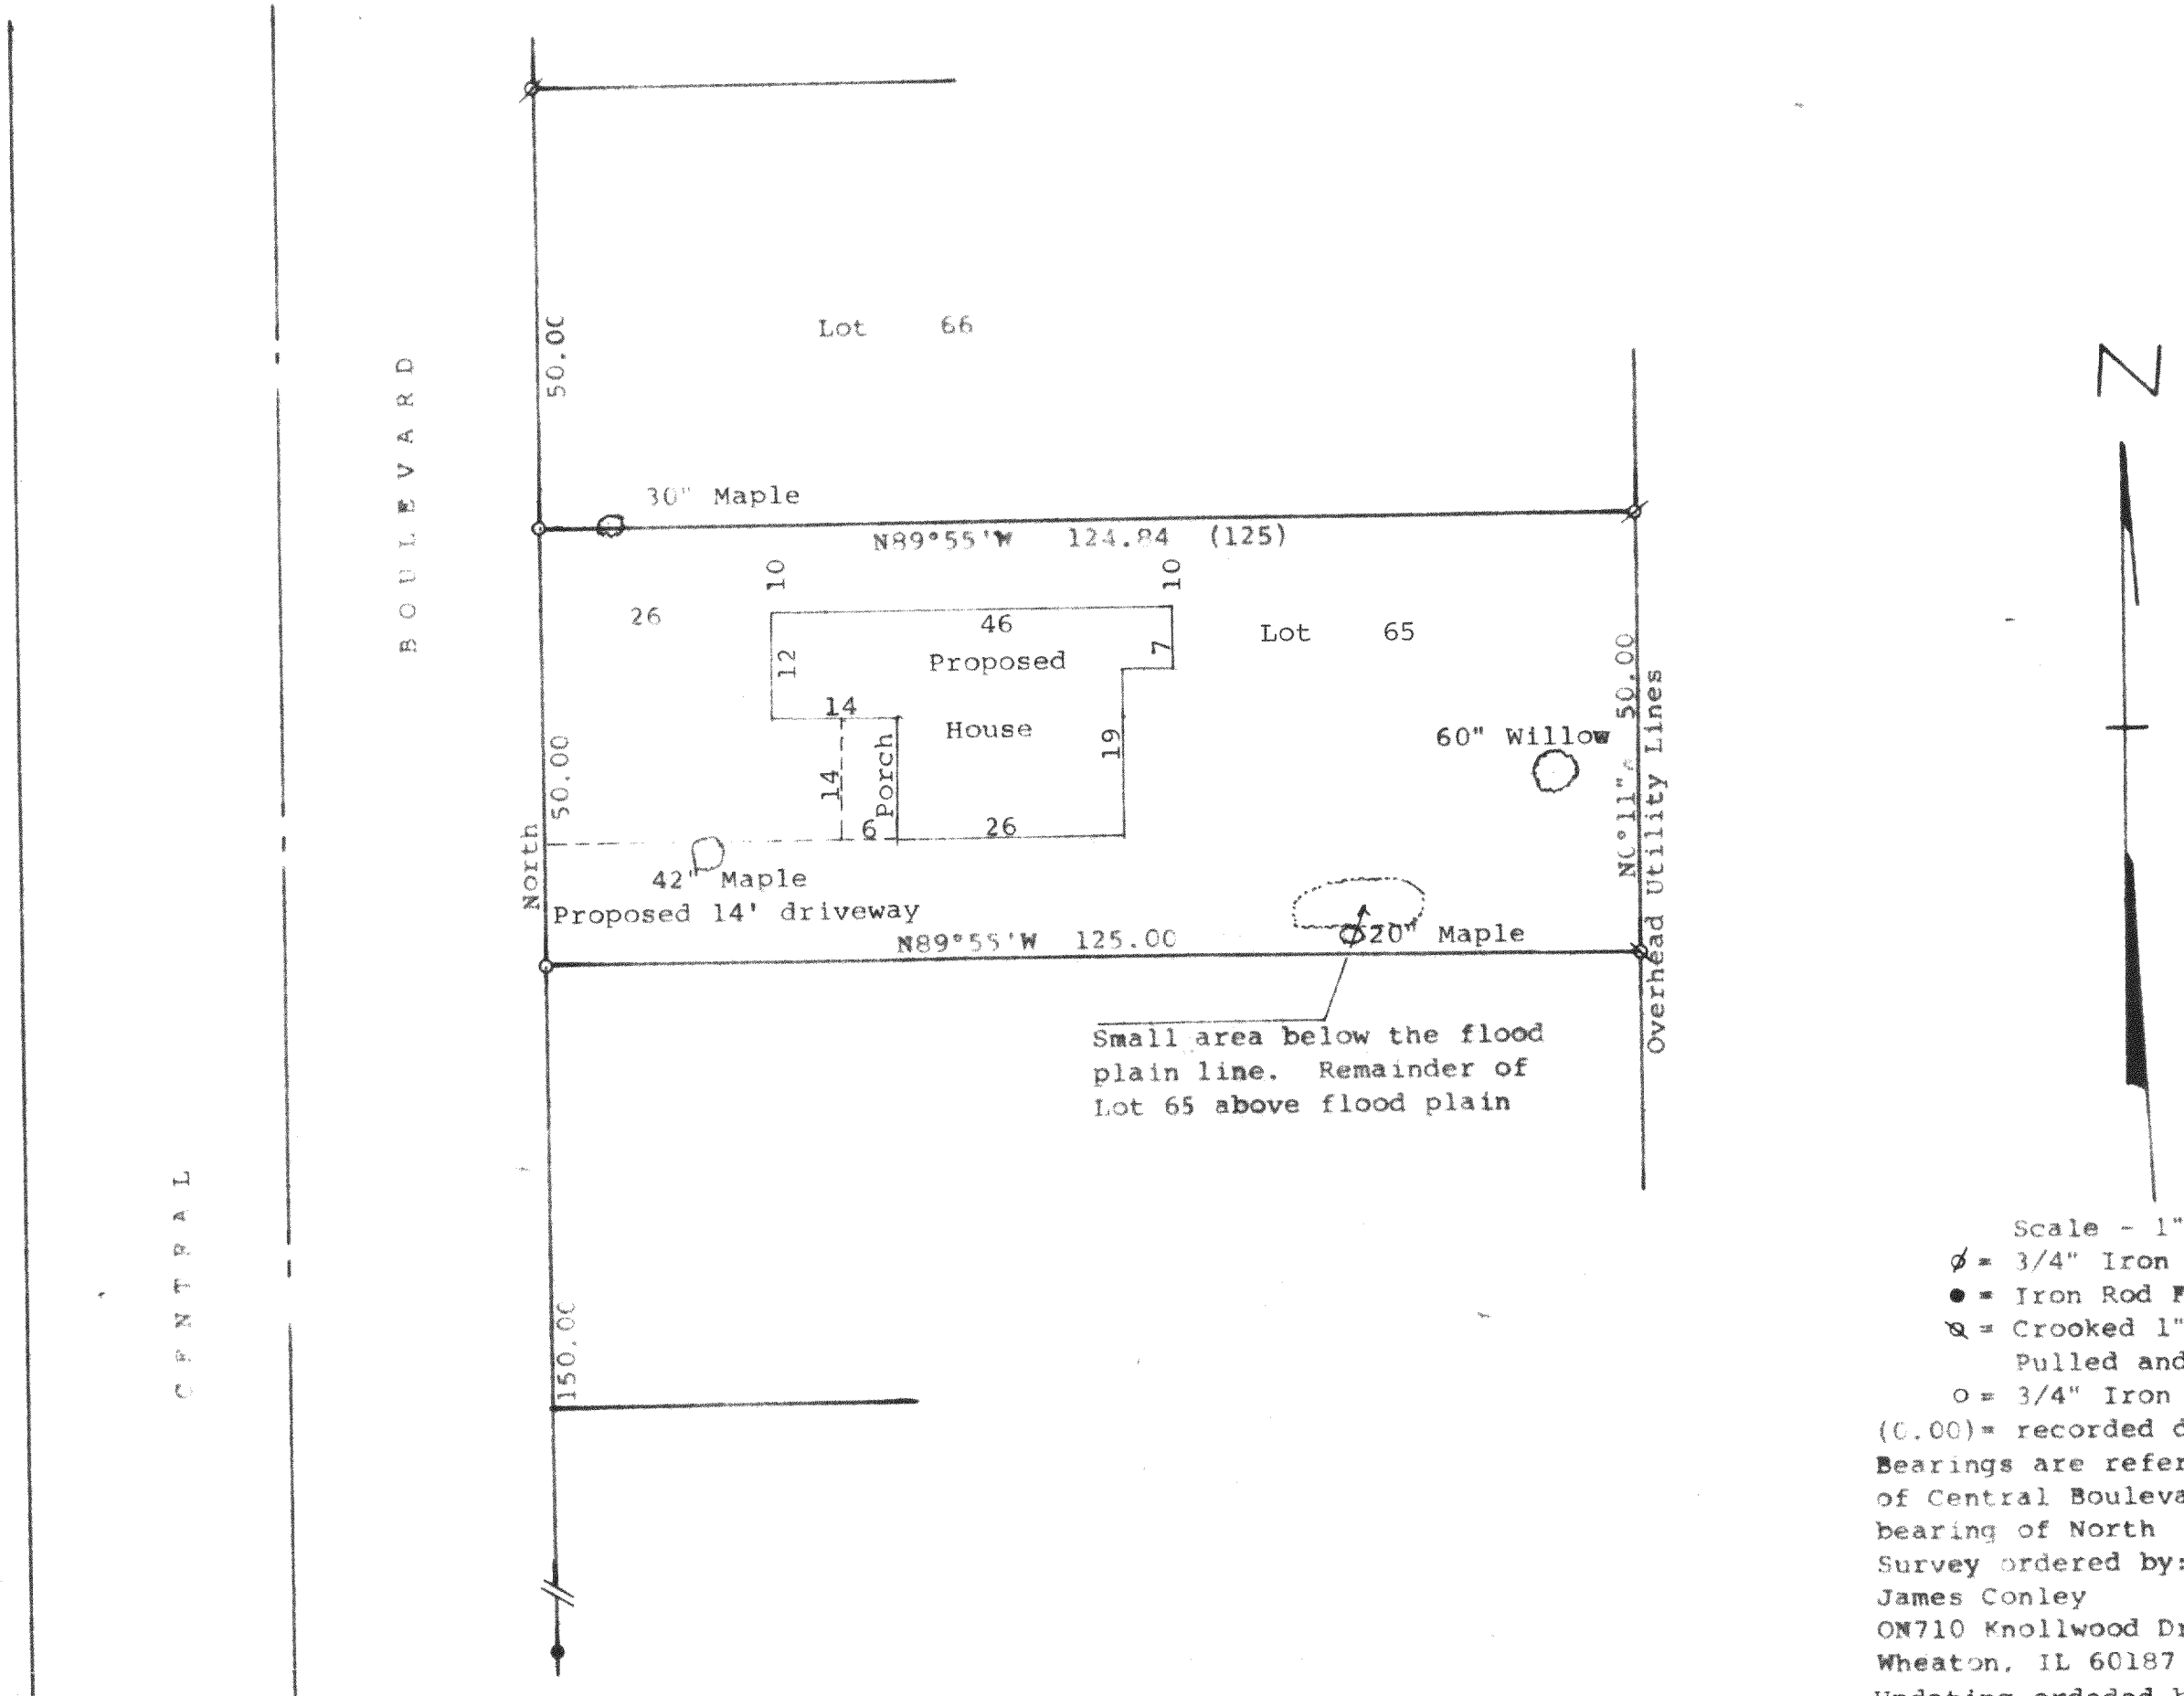 50.00
Lot 66
BOULEVARD
30" Maple
N89°55'W 124.84 (125)
10
10
26
46
12
7
Lot 65
Proposed
14
House
19
14
Porch
6
26
60" Willow
50.00
50.00
Overhead Utility Lines
North
42" Maple
Proposed 14' driveway
20" Maple
N89°55'W 125.00
Small area below the flood
plain line. Remainder of
Lot 65 above flood plain
CENTRAL
150.00
N
Scale - 1"
= 3/4" Iron
= Iron Rod F
= Crooked 1"
Pulled and
= 3/4" Iron
(0.00)= recorded d
Bearings are refer
of Central Bouleva
bearing of North
Survey ordered by:
James Conley
ON710 Knollwood Dr
Wheaton, IL 60187